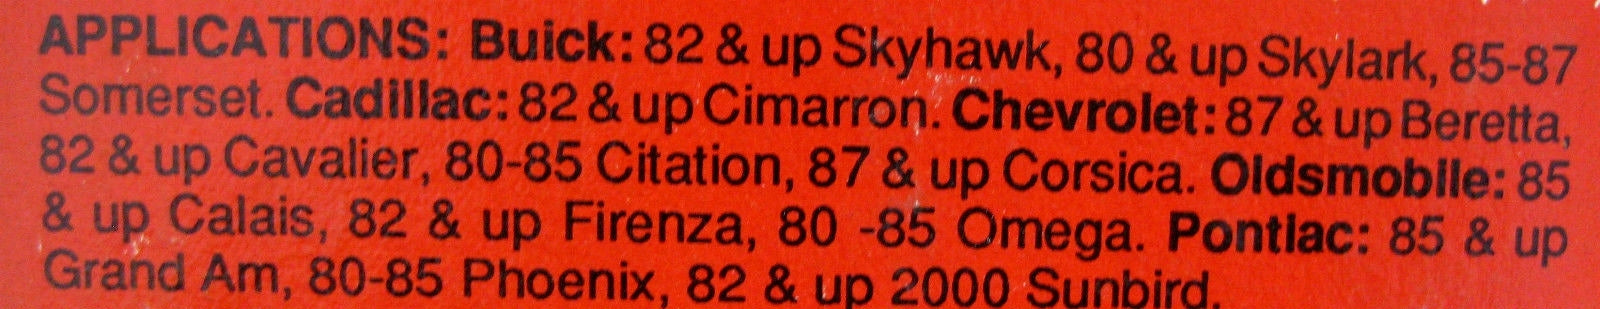 APPLICATIONS: Buick: 82 & up Skyhawk, 80 & up Skylark, 85-87
Somerset. Cadillac: 82 & up Cimarron. Chevrolet: 87 & up Beretta,
82 & up Cavalier, 80-85 Citation, 87 & up Corsica. Oldsmobile: 85
& up Calais, 82 & up Firenza, 80 -85 Omega. Pontiac: 85 & up
Grand Am, 80-85 Phoenix, 82 & up 2000 Sunbird.